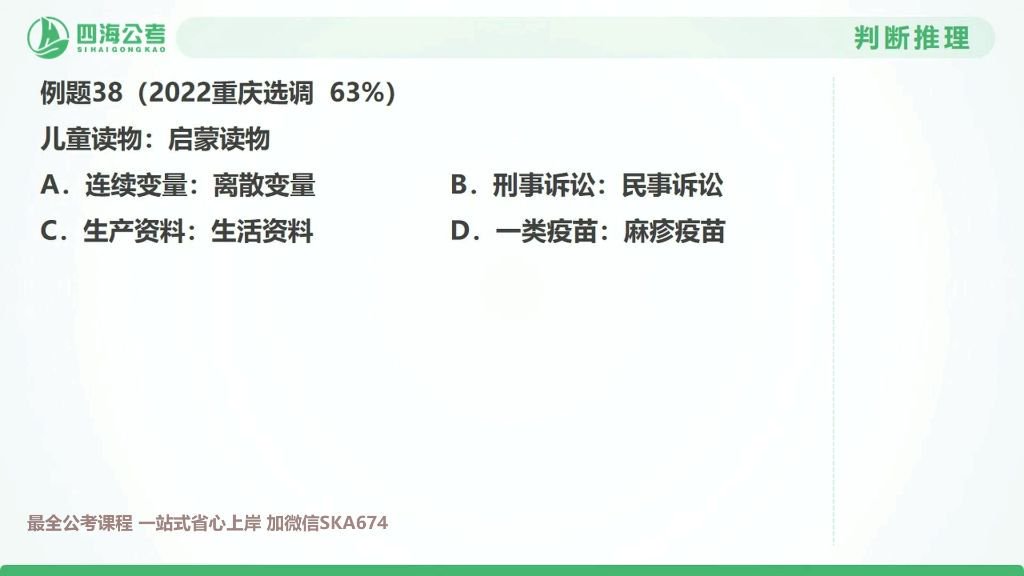 四海公考
SIHAIGONGKAO
判断推理
例题38（2022重庆选调 63%）
儿童读物：启蒙读物
A．连续变量：离散变量
B．刑事诉讼：民事诉讼
C．生产资料：生活资料
D．一类疫苗：麻疹疫苗
最全公考课程 一站式省心上岸 加微信SKA674